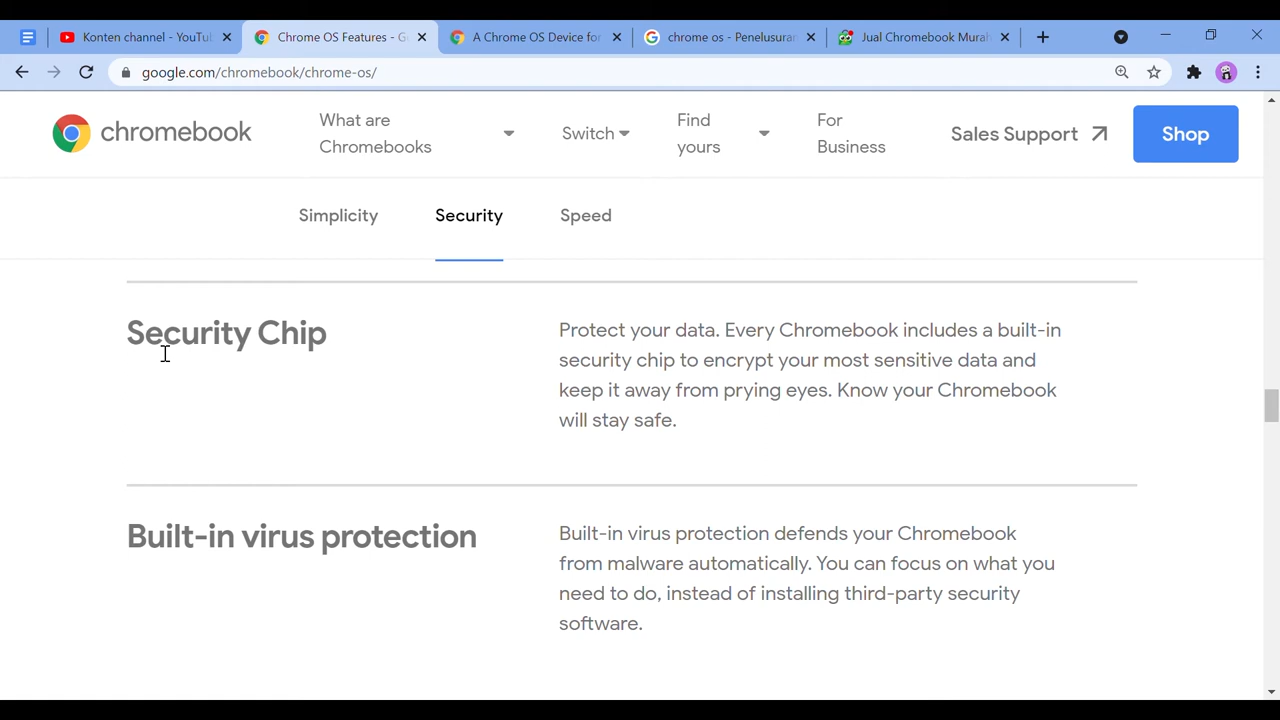 Konten channel - YouTu
Chrome OS Features - G
A Chrome OS Device for
chrome os - Penelusuran
Jual Chromebook Murah
google.com/chromebook/chrome-os/
chromebook
What are
Chromebooks
Switch
Find
yours
For
Business
Sales Support
Shop
Simplicity
Security
Speed
Security Chip
Protect your data. Every Chromebook includes a built-in
security chip to encrypt your most sensitive data and
keep it away from prying eyes. Know your Chromebook
will stay safe.
Built-in virus protection
Built-in virus protection defends your Chromebook
from malware automatically. You can focus on what you
need to do, instead of installing third-party security
software.